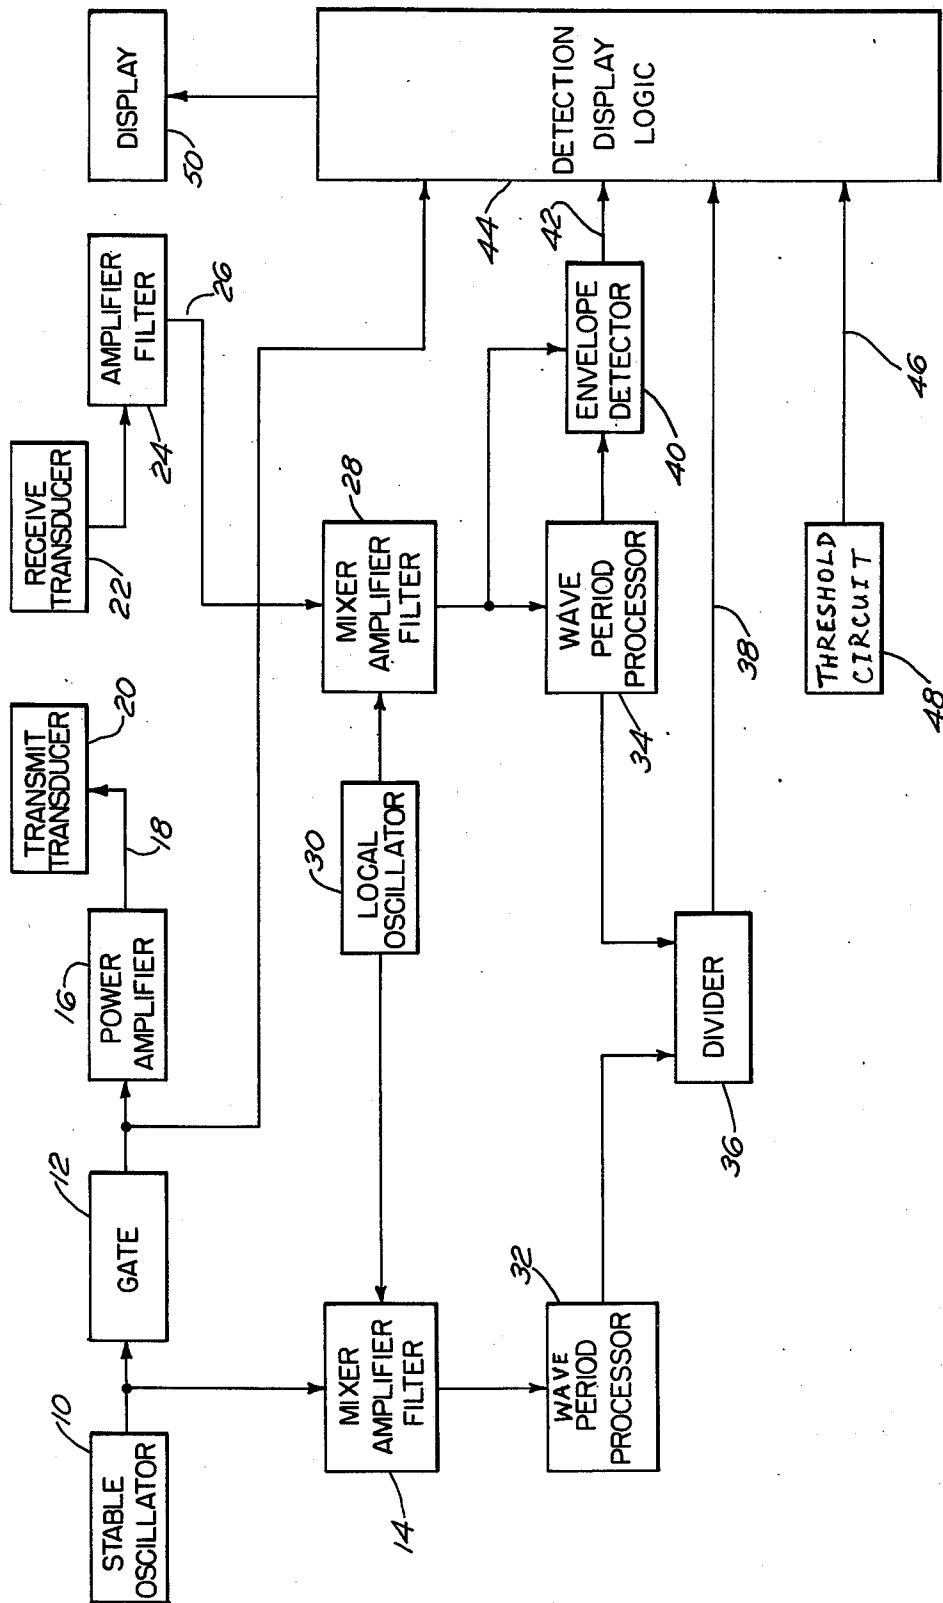 STABLE
OSCILLATOR
10
GATE
12
POWER
AMPLIFIER
16
18
TRANSMIT
TRANSDUCER
20
RECEIVE
TRANSDUCER
22
AMPLIFIER
FILTER
24
26
DISPLAY
50
MIXER
AMPLIFIER
FILTER
14
LOCAL
OSCILLATOR
30
MIXER
AMPLIFIER
FILTER
28
WAVE
PERIOD
PROCESSOR
32
WAVE
PERIOD
PROCESSOR
34
ENVELOPE
DETECTOR
40
42
DETECTION
DISPLAY
LOGIC
44
DIVIDER
36
38
THRESHOLD
CIRCUIT
48
46